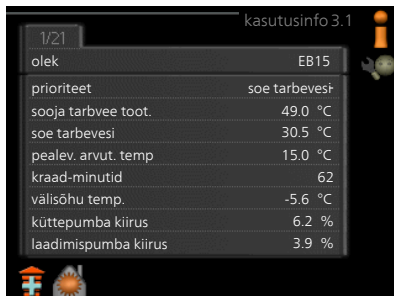 kasutusinfo 3.1
1/21
olek EB15
prioriteet soe tarbevesi
sooja tarbvee toot. 49.0 °C
soe tarbevesi 30.5 °C
pealev. arvut. temp 15.0 °C
kraad-minutid 62
välisõhu temp. -5.6 °C
küttepumba kiirus 6.2 %
laadimispumba kiirus 3.9 %